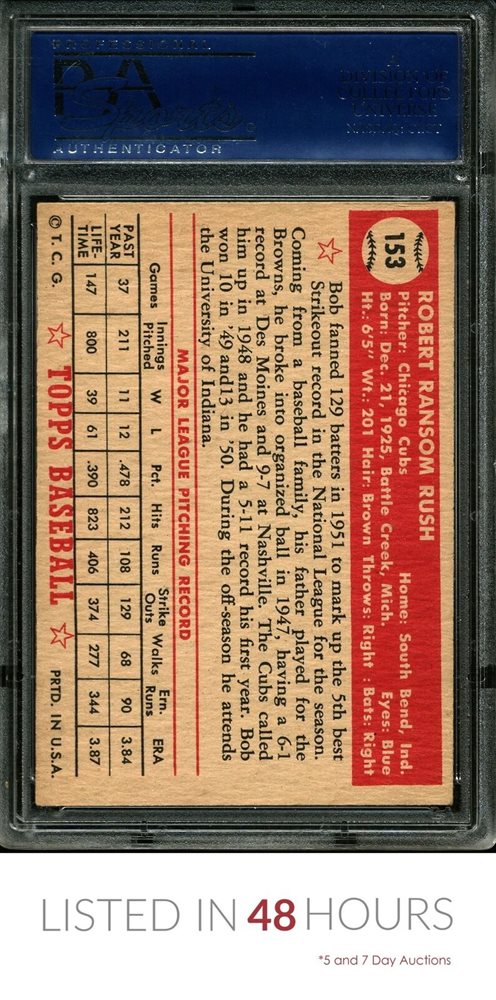 PROFESSIONAL
PSA
Sports
AUTHENTICATOR
A
DIVISION OF
COLLECTORS
UNIVERSE
153
ROBERT RANSOM RUSH
Pitcher: Chicago Cubs Home: South Bend, Ind.
Born: Dec. 21, 1925, Battle Creek, Mich. Eyes: Blue
Ht.: 6'5" Wt.: 201 Hair: Brown Throws: Right : Bats: Right
Bob fanned 129 batters in 1951 to mark up the 5th best
Strikeout record in the National League for the season.
Coming from a baseball family, his father played for the
Browns, he broke into organized ball in 1947, having a 6-1
record at Des Moines and 9-7 at Nashville. The Cubs called
him up in 1948 and he had a 5-11 record his first year. Bob
won 10 in '49 and 13 in '50. During the off-season he attends
the University of Indiana.
MAJOR LEAGUE PITCHING RECORD
Games Innings Pitched W L Pct. Hits Runs Strike Outs Walks Ern. Runs ERA
PAST YEAR 37 211 11 12 .478 212 108 129 68 90 3.84
LIFE-TIME 147 800 39 61 .390 823 406 374 277 344 3.87
© T. C. G. TOPPS BASEBALL PRTD. IN U.S.A.
LISTED IN 48 HOURS
*5 and 7 Day Auctions